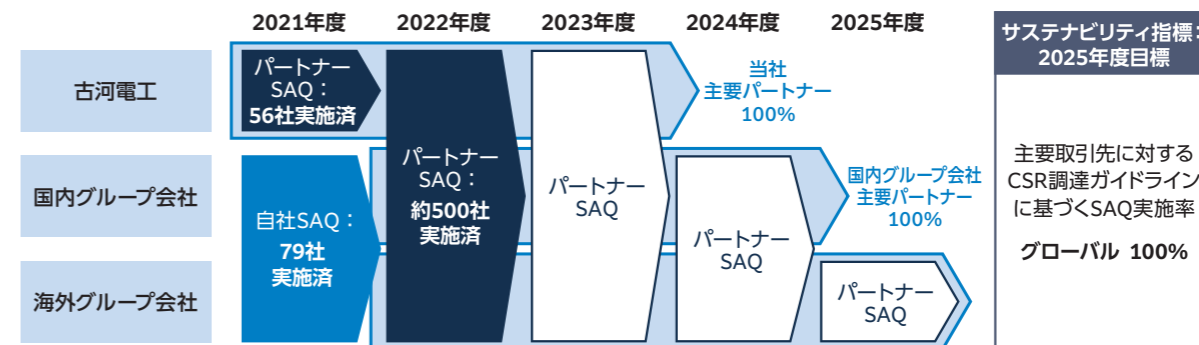 2021年度
2022年度
2023年度
2024年度
2025年度
サステナビリティ指標:
2025年度目標
古河電工
パートナー
SAQ：
56社実施済
当社
主要パートナー
100%
国内グループ会社
自社SAQ：
79社
実施済
パートナー
SAQ：
約500社
実施済
パートナー
SAQ
国内グループ会社
主要パートナー
100%
パートナー
SAQ
海外グループ会社
パートナー
SAQ
主要取引先に対する
CSR調達ガイドライン
に基づくSAQ実施率
グローバル 100%